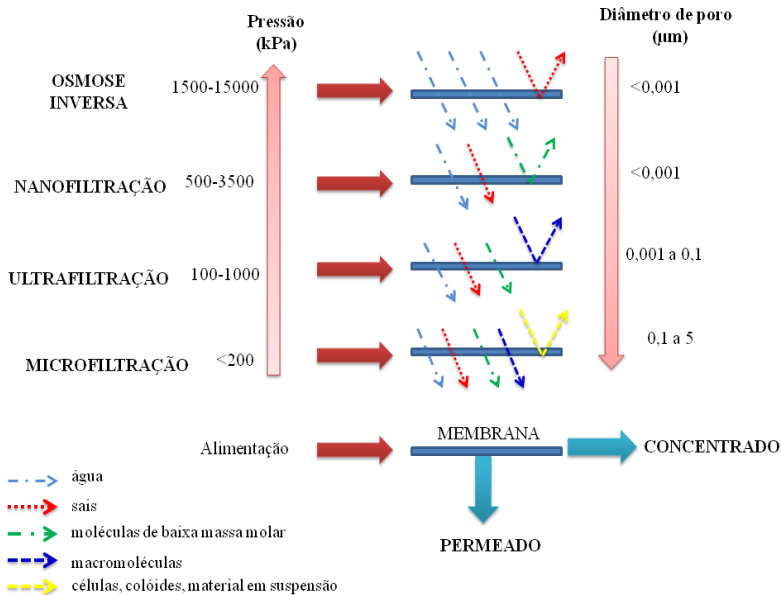 Pressão
(kPa)
Diâmetro de poro
(µm)
OSMOSE
INVERSA
1500-15000
<0,001
NANOFILTRAÇÃO
500-3500
<0,001
ULTRAFILTRAÇÃO
100-1000
0,001 a 0,1
MICROFILTRAÇÃO
<200
0,1 a 5
Alimentação
MEMBRANA
CONCENTRADO
PERMEADO
água
sais
moléculas de baixa massa molar
macromoléculas
células, colóides, material em suspensão